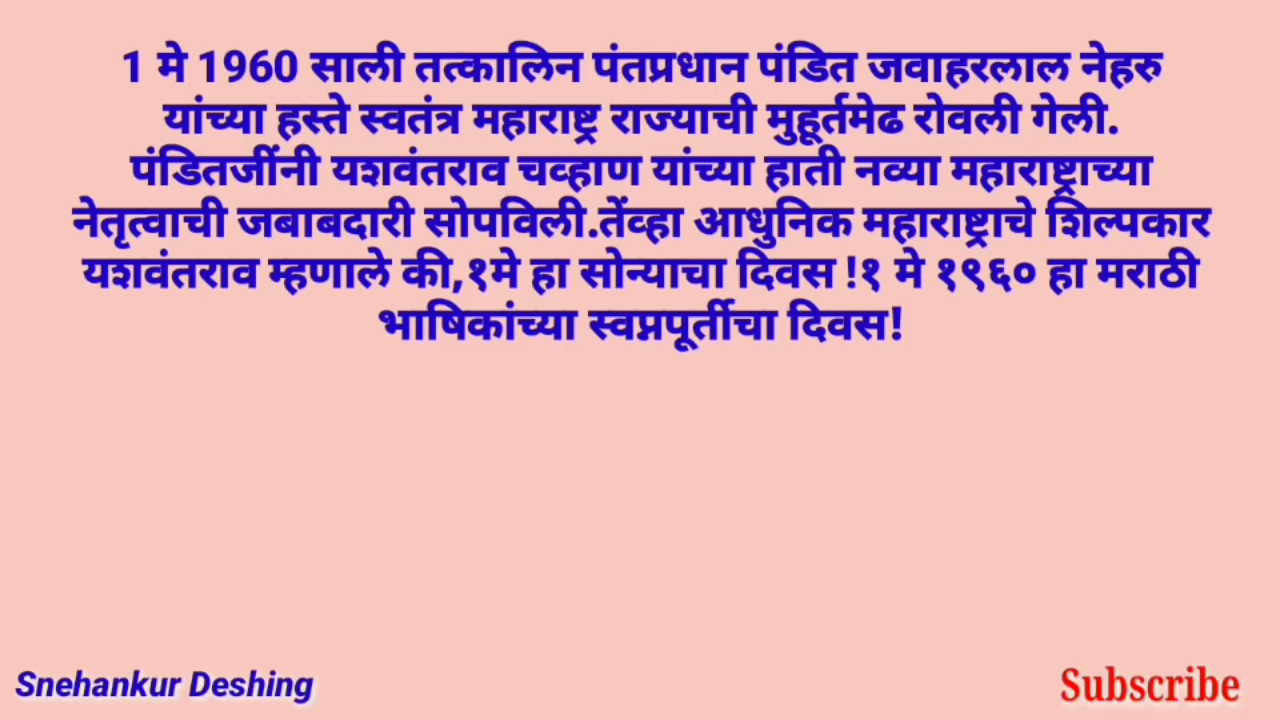 1 मे 1960 साली तत्कालिन पंतप्रधान पंडित जवाहरलाल नेहरु
यांच्या हस्ते स्वतंत्र महाराष्ट्र राज्याची मुहूर्तमेढ रोवली गेली.
पंडितजींनी यशवंतराव चव्हाण यांच्या हाती नव्या महाराष्ट्राच्या
नेतृत्वाची जबाबदारी सोपविली.तेंव्हा आधुनिक महाराष्ट्राचे शिल्पकार
यशवंतराव म्हणाले की,१मे हा सोन्याचा दिवस !१ मे १९६० हा मराठी
भाषिकांच्या स्वप्नपूर्तीचा दिवस!
Snehankur Deshing
Subscribe